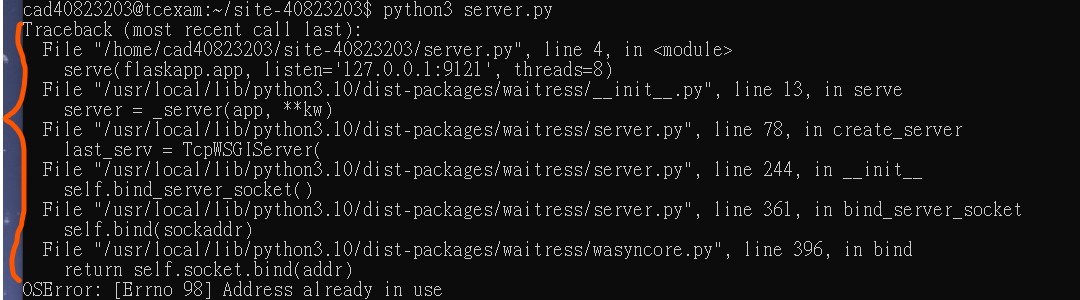 cad40823203@tcexam:~/site-40823203$ python3 server.py
Traceback (most recent call last):
  File "/home/cad40823203/site-40823203/server.py", line 4, in <module>
    serve(flaskapp.app, listen='127.0.0.1:9121', threads=8)
  File "/usr/local/lib/python3.10/dist-packages/waitress/__init__.py", line 13, in serve
    server = _server(app, **kw)
  File "/usr/local/lib/python3.10/dist-packages/waitress/server.py", line 78, in create_server
    last_serv = TcpWSGIServer(
  File "/usr/local/lib/python3.10/dist-packages/waitress/server.py", line 244, in __init__
    self.bind_server_socket()
  File "/usr/local/lib/python3.10/dist-packages/waitress/server.py", line 361, in bind_server_socket
    self.bind(sockaddr)
  File "/usr/local/lib/python3.10/dist-packages/waitress/wasyncore.py", line 396, in bind
    return self.socket.bind(addr)
OSError: [Errno 98] Address already in use